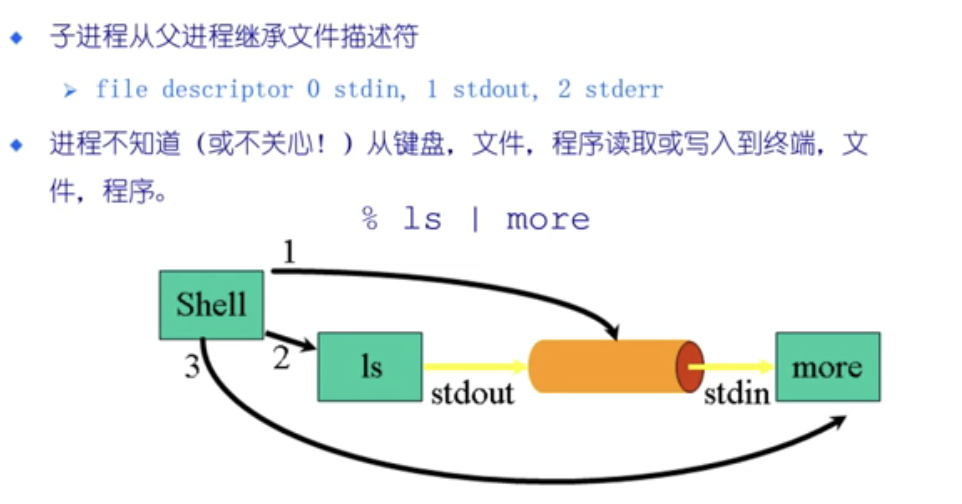 子进程从父进程继承文件描述符
file descriptor 0 stdin, 1 stdout, 2 stderr
进程不知道（或不关心！）从键盘，文件，程序读取或写入到终端，文
件，程序。
% ls | more
1
Shell
2
3
ls
stdout
stdin
more